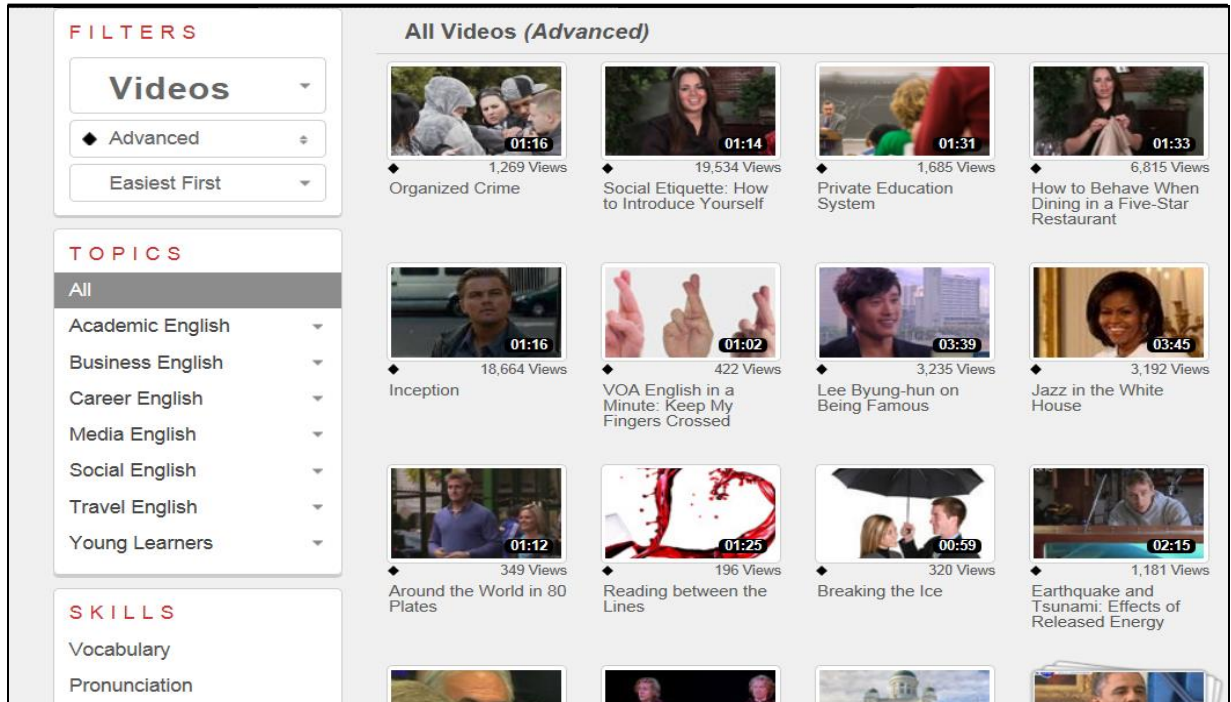 FILTERS
Videos
Advanced
Easiest First
TOPICS
All
Academic English
Business English
Career English
Media English
Social English
Travel English
Young Learners
SKILLS
Vocabulary
Pronunciation
All Videos (Advanced)
01:16
1,269 Views
Organized Crime
01:14
19,534 Views
Social Etiquette: How
to Introduce Yourself
01:31
1,685 Views
Private Education
System
01:33
6,815 Views
How to Behave When
Dining in a Five-Star
Restaurant
01:16
18,664 Views
Inception
01:02
422 Views
VOA English in a
Minute: Keep My
Fingers Crossed
03:39
3,235 Views
Lee Byung-hun on
Being Famous
03:45
3,192 Views
Jazz in the White
House
01:12
349 Views
Around the World in 80
Plates
01:25
196 Views
Reading between the
Lines
00:59
320 Views
Breaking the Ice
02:15
1,181 Views
Earthquake and
Tsunami: Effects of
Released Energy